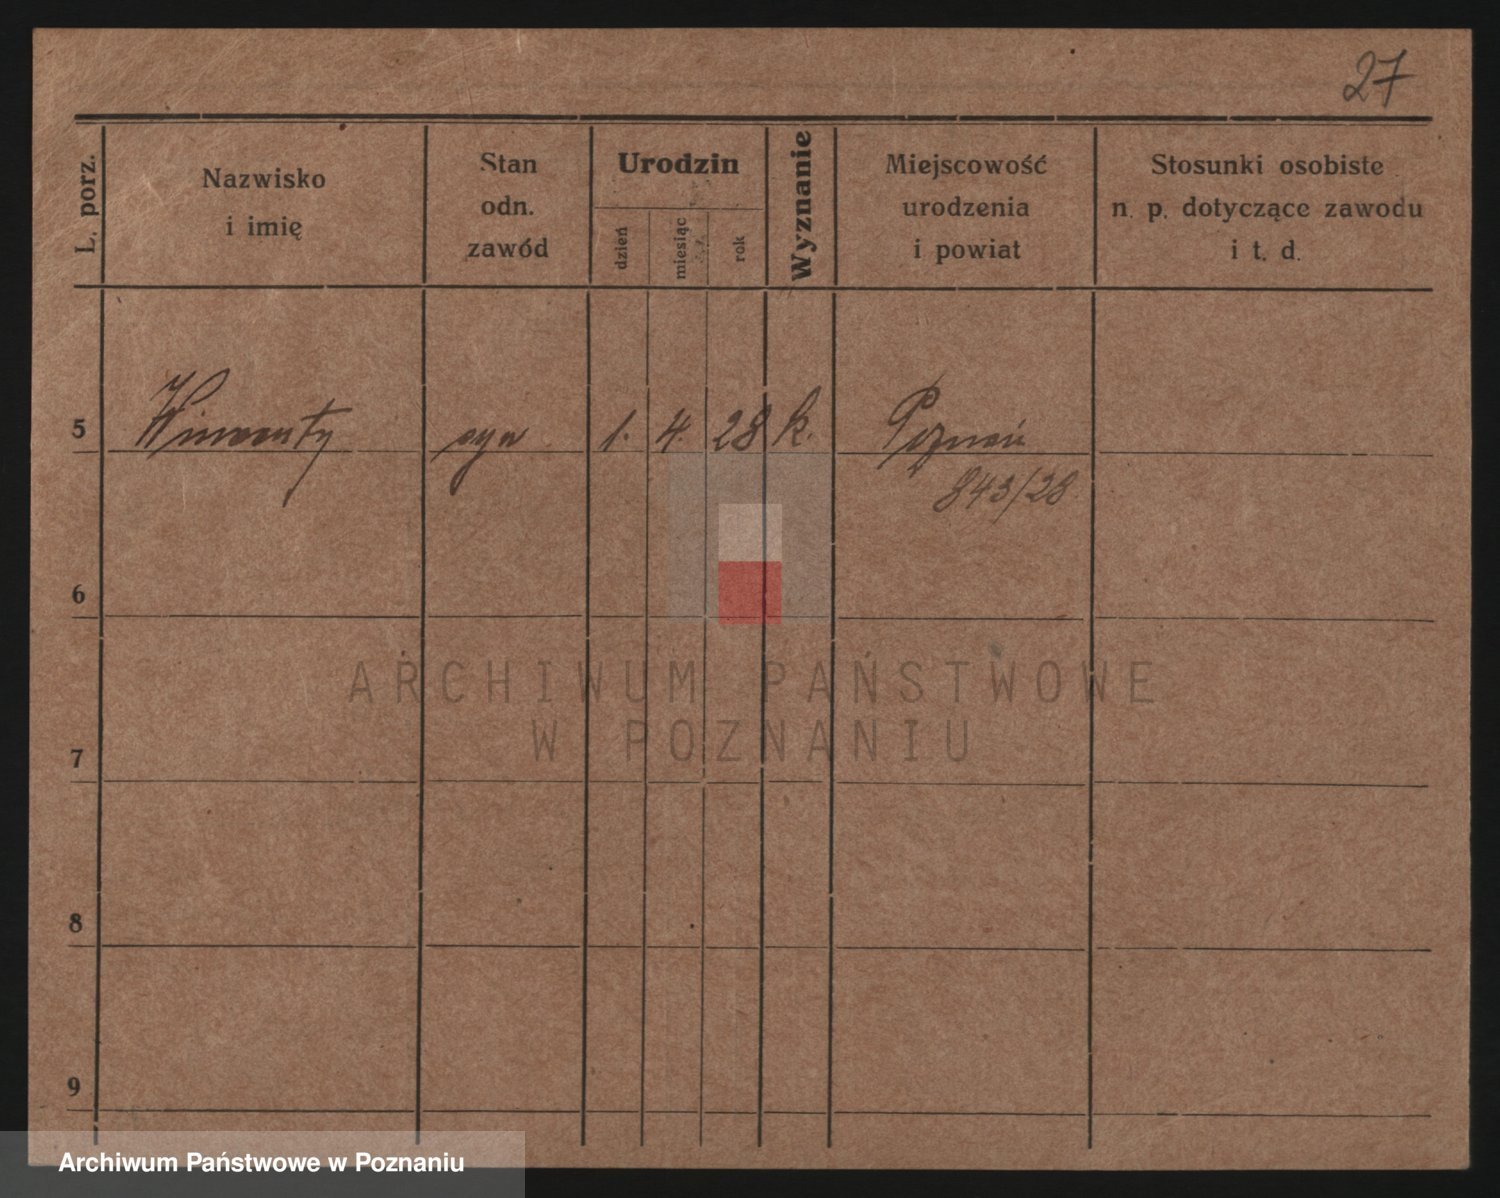 27
L. porz.
Nazwisko
i imię
Stan
odn.
zawód
Urodzin
dzień
miesiąc
rok
Wyznanie
Miejscowość
urodzenia
i powiat
Stosunki osobiste
n. p. dotyczące zawodu
i t. d.
5 Wincenty syn 1. 4. 28 k. Poznań
843/28
6
ARCHIWUM PAŃSTWOWE
W POZNANIU
7
8
9
Archiwum Państwowe w Poznaniu